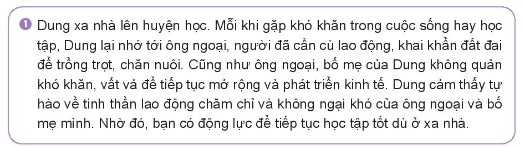 1 Dung xa nhà lên huyện học. Mỗi khi gặp khó khăn trong cuộc sống hay học
tập, Dung lại nhớ tới ông ngoại, người đã cần cù lao động, khai khẩn đất đai
để trồng trọt, chăn nuôi. Cũng như ông ngoại, bố mẹ của Dung không quản
khó khăn, vất vả để tiếp tục mở rộng và phát triển kinh tế. Dung cảm thấy tự
hào về tinh thần lao động chăm chỉ và không ngại khó của ông ngoại và bố
mẹ mình. Nhờ đó, bạn có động lực để tiếp tục học tập tốt dù ở xa nhà.